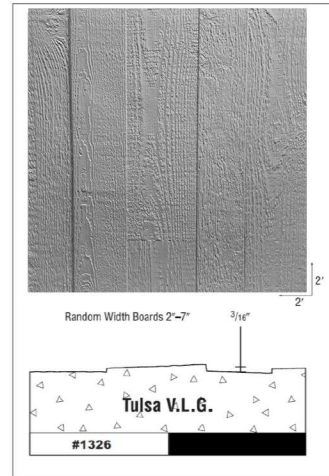 2'
2'
Random Width Boards 2"–7" 3/16"
Tulsa V.L.G.
#1326